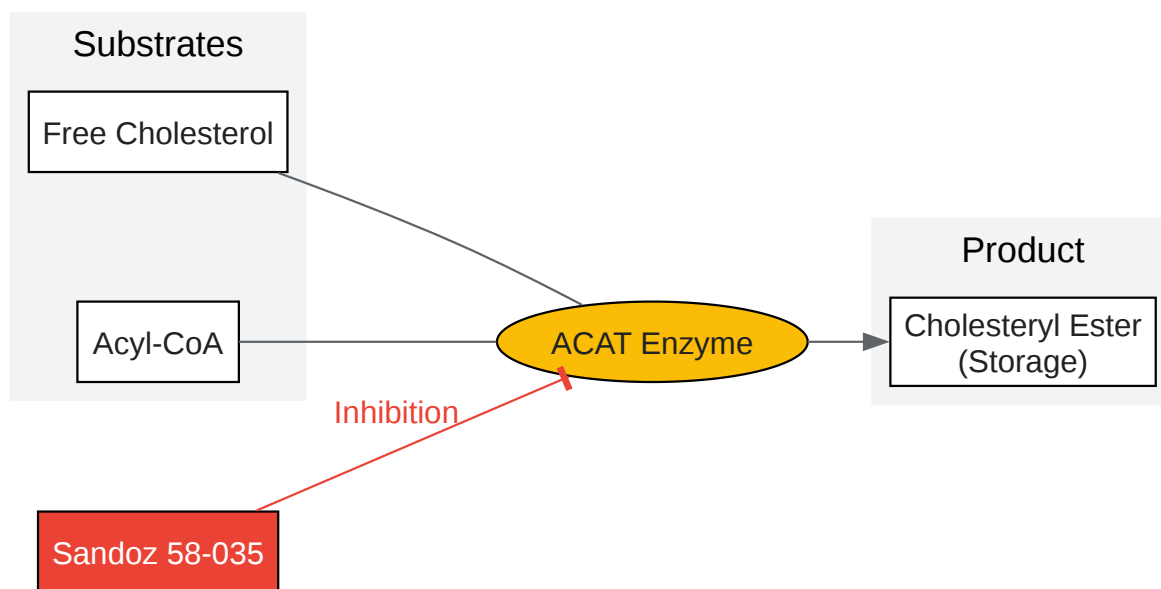 Substrates
Free Cholesterol
Acyl-CoA
ACAT Enzyme
Product
Cholesteryl Ester
(Storage)
Inhibition
Sandoz 58-035